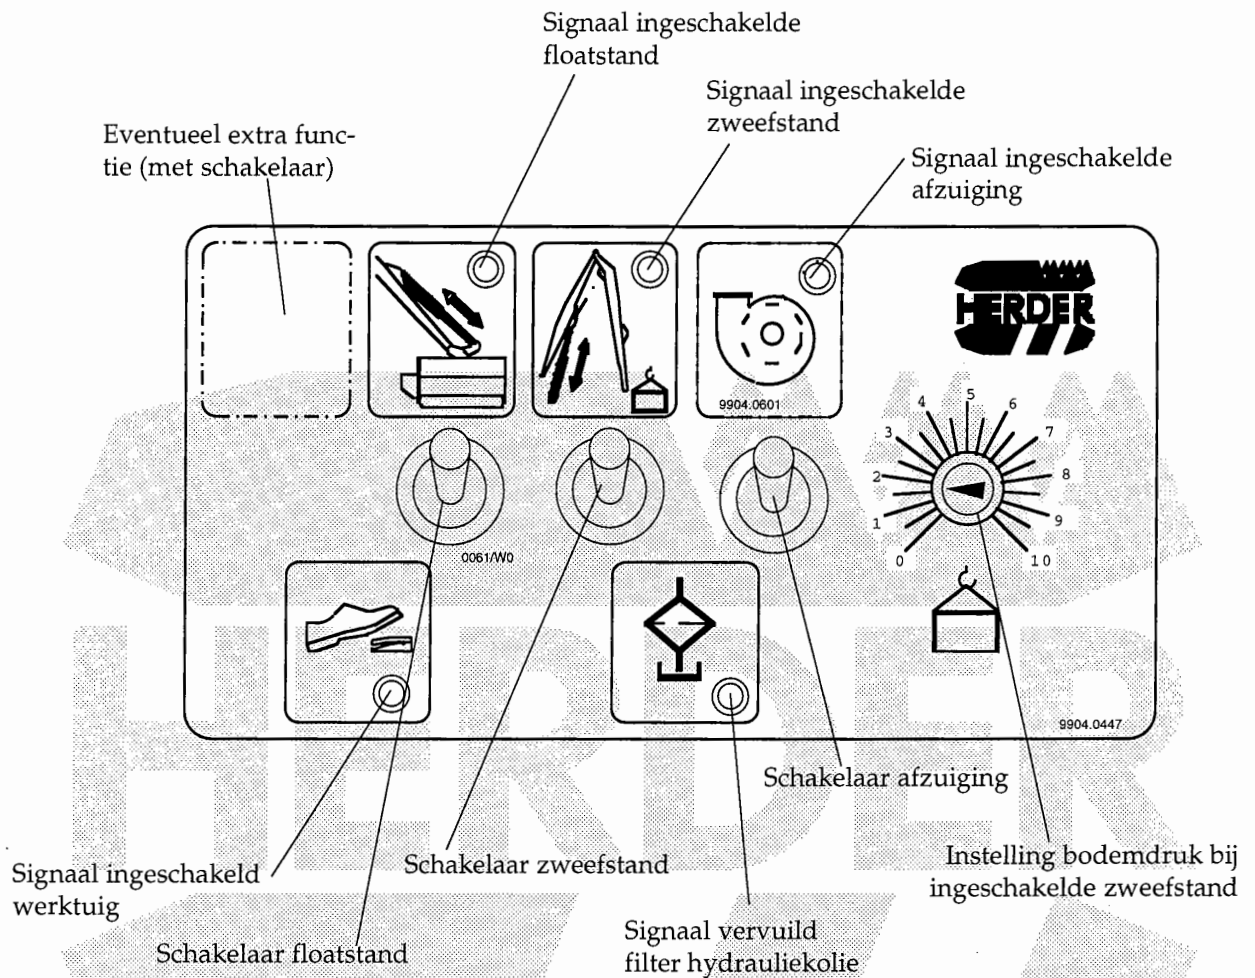 Signaal ingeschakelde
floatstand
Signaal ingeschakelde
zweefstand
Eventueel extra func-
tie (met schakelaar)
Signaal ingeschakelde
afzuiging
HERDER
9904.0601
0 1 2 3 4 5 6 7 8 9 10
0061/W0
9904.0447
HERDER
Schakelaar afzuiging
Signaal ingeschakeld
werktuig
Schakelaar zweefstand
Instelling bodemdruk bij
ingeschakelde zweefstand
Schakelaar floatstand
Signaal vervuild
filter hydrauliekolie